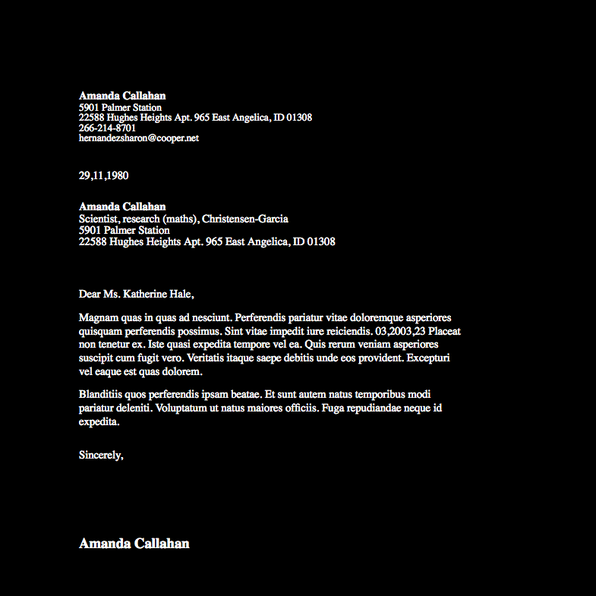 Amanda Callahan
5901 Palmer Station
22588 Hughes Heights Apt. 965 East Angelica, ID 01308
266-214-8701
hernandezsharon@cooper.net
29,11,1980
Amanda Callahan
Scientist, research (maths), Christensen-Garcia
5901 Palmer Station
22588 Hughes Heights Apt. 965 East Angelica, ID 01308
Dear Ms. Katherine Hale,
Magnam quas in quas ad nesciunt. Perferendis pariatur vitae doloremque asperiores
quisquam perferendis possimus. Sint vitae impedit iure reiciendis. 03,2003,23 Placeat
non tenetur ex. Iste quasi expedita tempore vel ea. Quis rerum veniam asperiores
suscipit cum fugit vero. Veritatis itaque saepe debitis unde eos provident. Excepturi
vel eaque est quas dolorem.
Blanditiis quos perferendis ipsam beatae. Et sunt autem natus temporibus modi
pariatur deleniti. Voluptatum ut natus maiores officiis. Fuga repudiandae neque id
expedita.
Sincerely,
Amanda Callahan